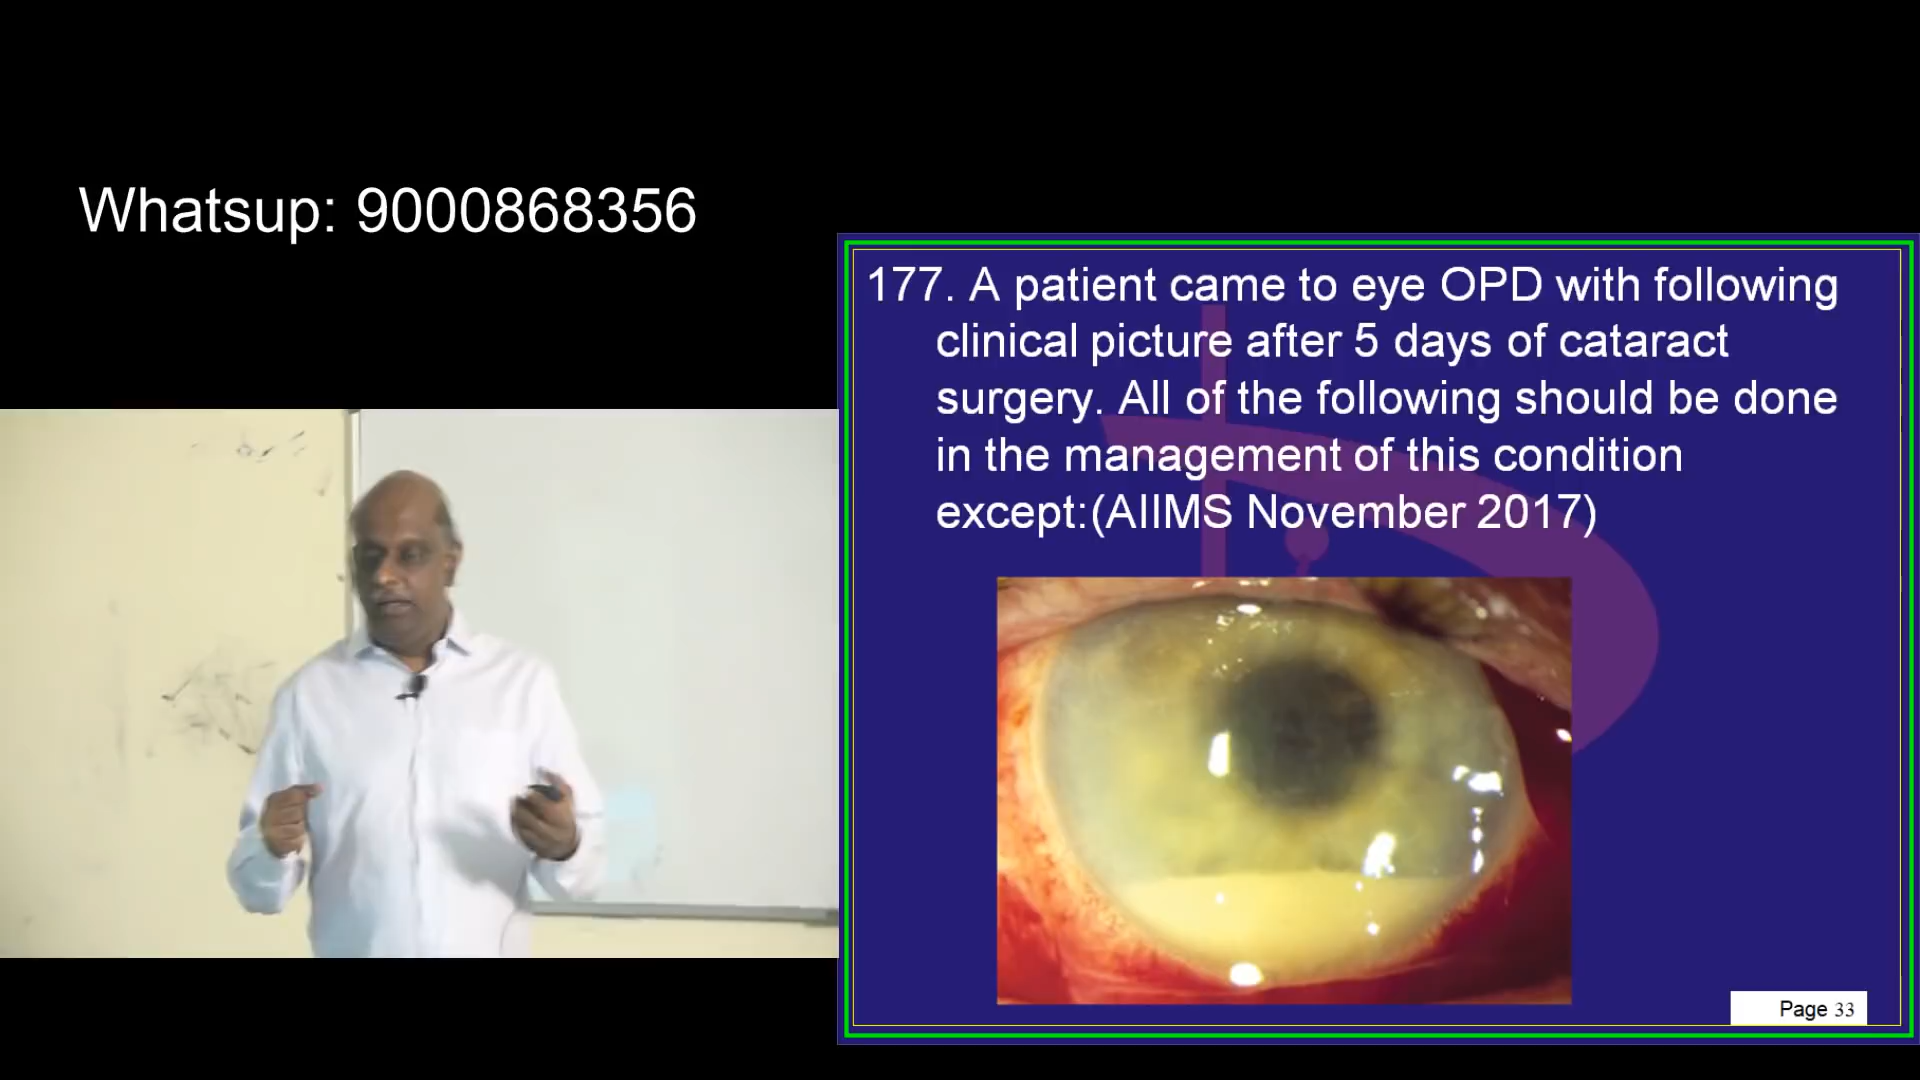 Whatsup: 9000868356
177. A patient came to eye OPD with following
clinical picture after 5 days of cataract
surgery. All of the following should be done
in the management of this condition
except:(AIIMS November 2017)
Page 33